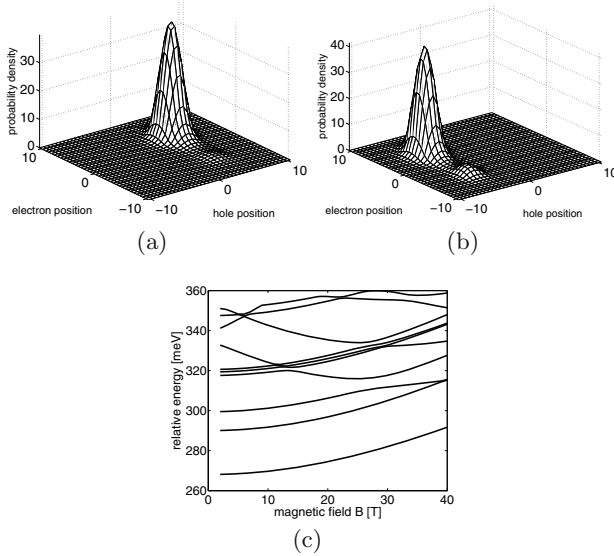 probability density
30
20
10
0
10
0
−10
−10
0
10
electron position
hole position
(a)
probability density
40
30
20
10
0
10
0
−10
−10
0
10
electron position
hole position
(b)
360
340
320
300
280
260
0
10
20
30
40
relative energy [meV]
magnetic field B [T]
(c)